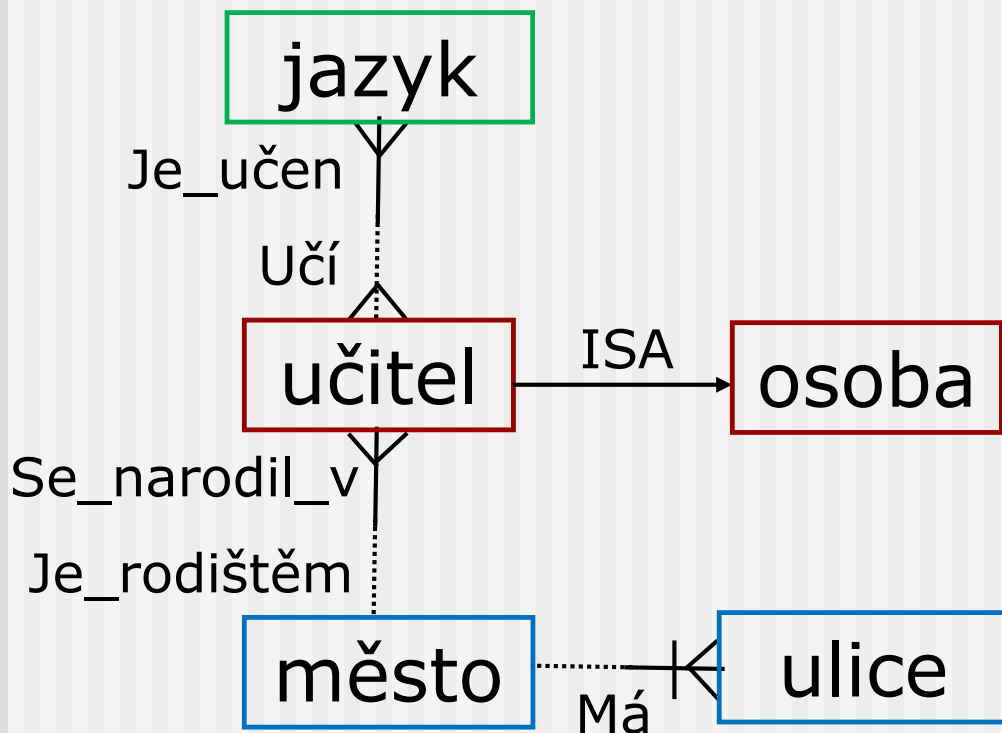 jazyk
Je_učen
Učí
učitel
ISA
osoba
Se_narodil_v
Je_rodištěm
město
Má
ulice